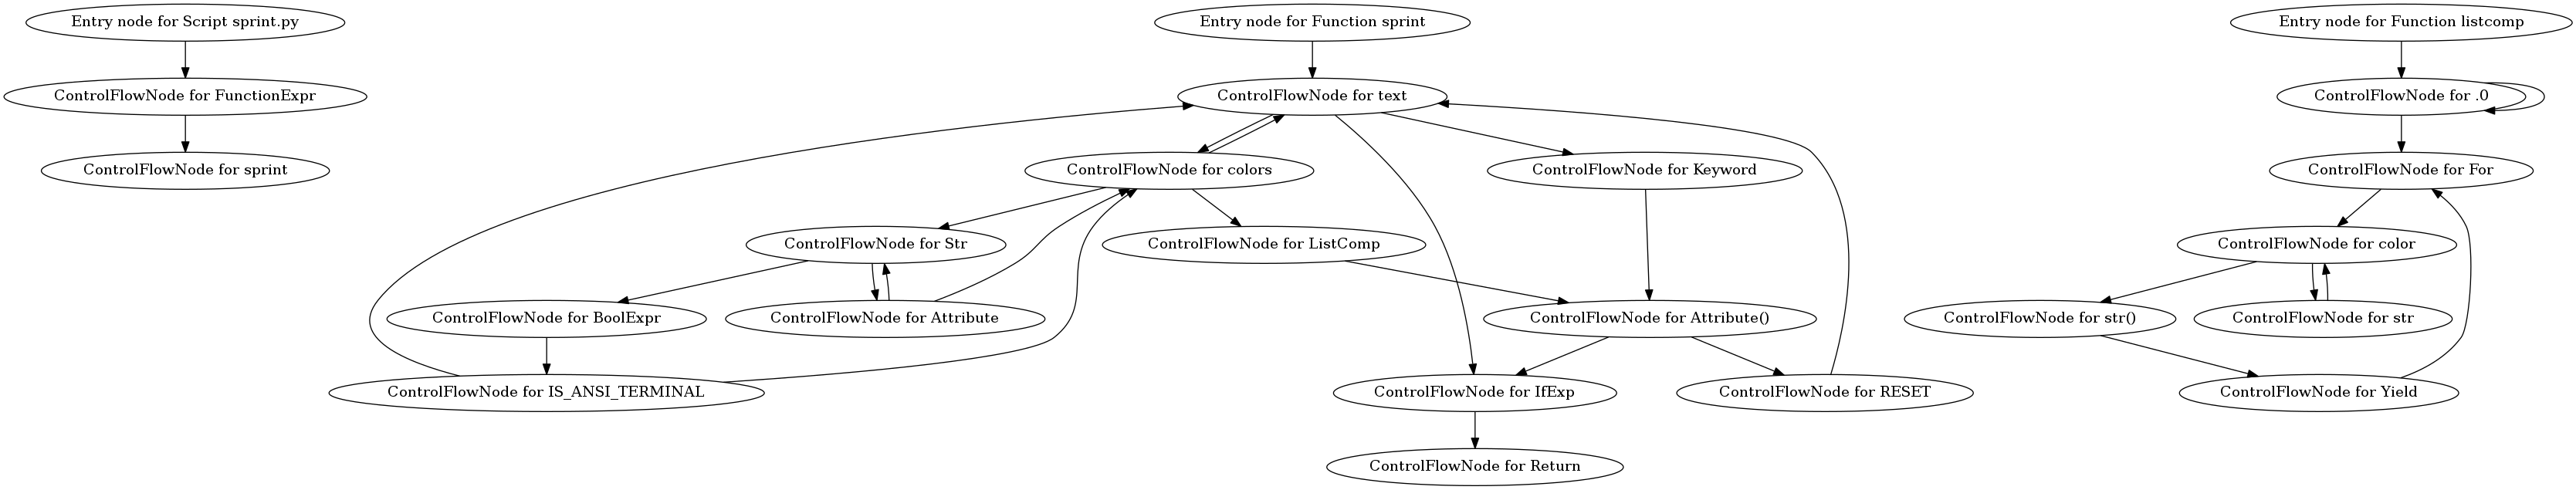 Entry node for Script sprint.py
Entry node for Function sprint
Entry node for Function listcomp
ControlFlowNode for FunctionExpr
ControlFlowNode for text
ControlFlowNode for .0
ControlFlowNode for sprint
ControlFlowNode for colors
ControlFlowNode for Keyword
ControlFlowNode for For
ControlFlowNode for Str
ControlFlowNode for ListComp
ControlFlowNode for color
ControlFlowNode for BoolExpr
ControlFlowNode for Attribute
ControlFlowNode for Attribute()
ControlFlowNode for str()
ControlFlowNode for str
ControlFlowNode for IS_ANSI_TERMINAL
ControlFlowNode for IfExp
ControlFlowNode for RESET
ControlFlowNode for Yield
ControlFlowNode for Return